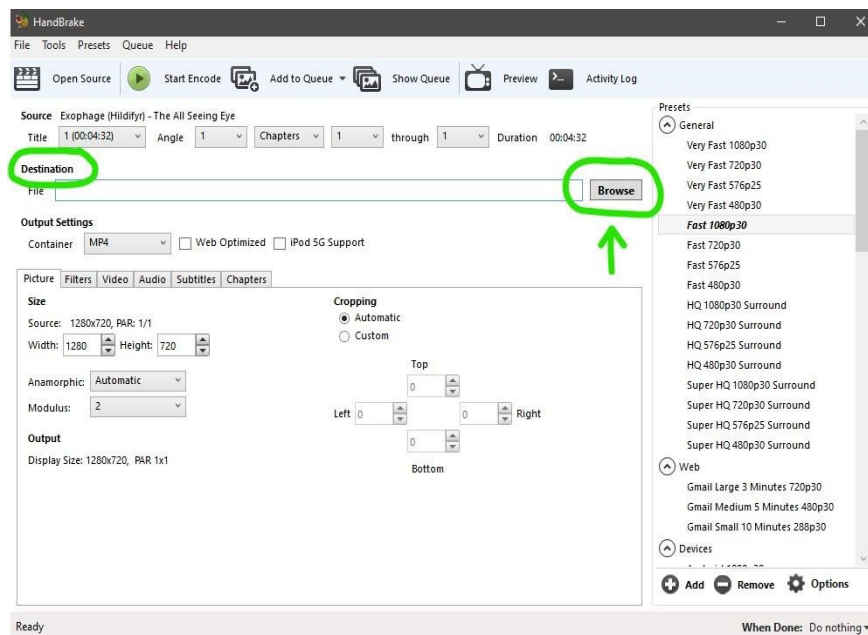 HandBrake
File Tools Presets Queue Help
Open Source Start Encode Add to Queue Show Queue Preview Activity Log
Source Exophage (Hildifyr) - The All Seeing Eye
Title 1 (00:04:32) Angle 1 Chapters 1 through 1 Duration 00:04:32
Destination
File Browse
Output Settings
Container MP4 Web Optimized iPod 5G Support
Picture Filters Video Audio Subtitles Chapters
Size
Source: 1280x720, PAR: 1/1
Width: 1280 Height: 720
Anamorphic: Automatic
Modulus: 2
Output
Display Size: 1280x720, PAR 1x1
Cropping
Automatic
Custom
Top
0
Left 0 0 Right
0
Bottom
Presets
General
Very Fast 1080p30
Very Fast 720p30
Very Fast 576p25
Very Fast 480p30
Fast 1080p30
Fast 720p30
Fast 576p25
Fast 480p30
HQ 1080p30 Surround
HQ 720p30 Surround
HQ 576p25 Surround
HQ 480p30 Surround
Super HQ 1080p30 Surround
Super HQ 720p30 Surround
Super HQ 576p25 Surround
Super HQ 480p30 Surround
Web
Gmail Large 3 Minutes 720p30
Gmail Medium 5 Minutes 480p30
Gmail Small 10 Minutes 288p30
Devices
Add Remove Options
Ready When Done: Do nothing